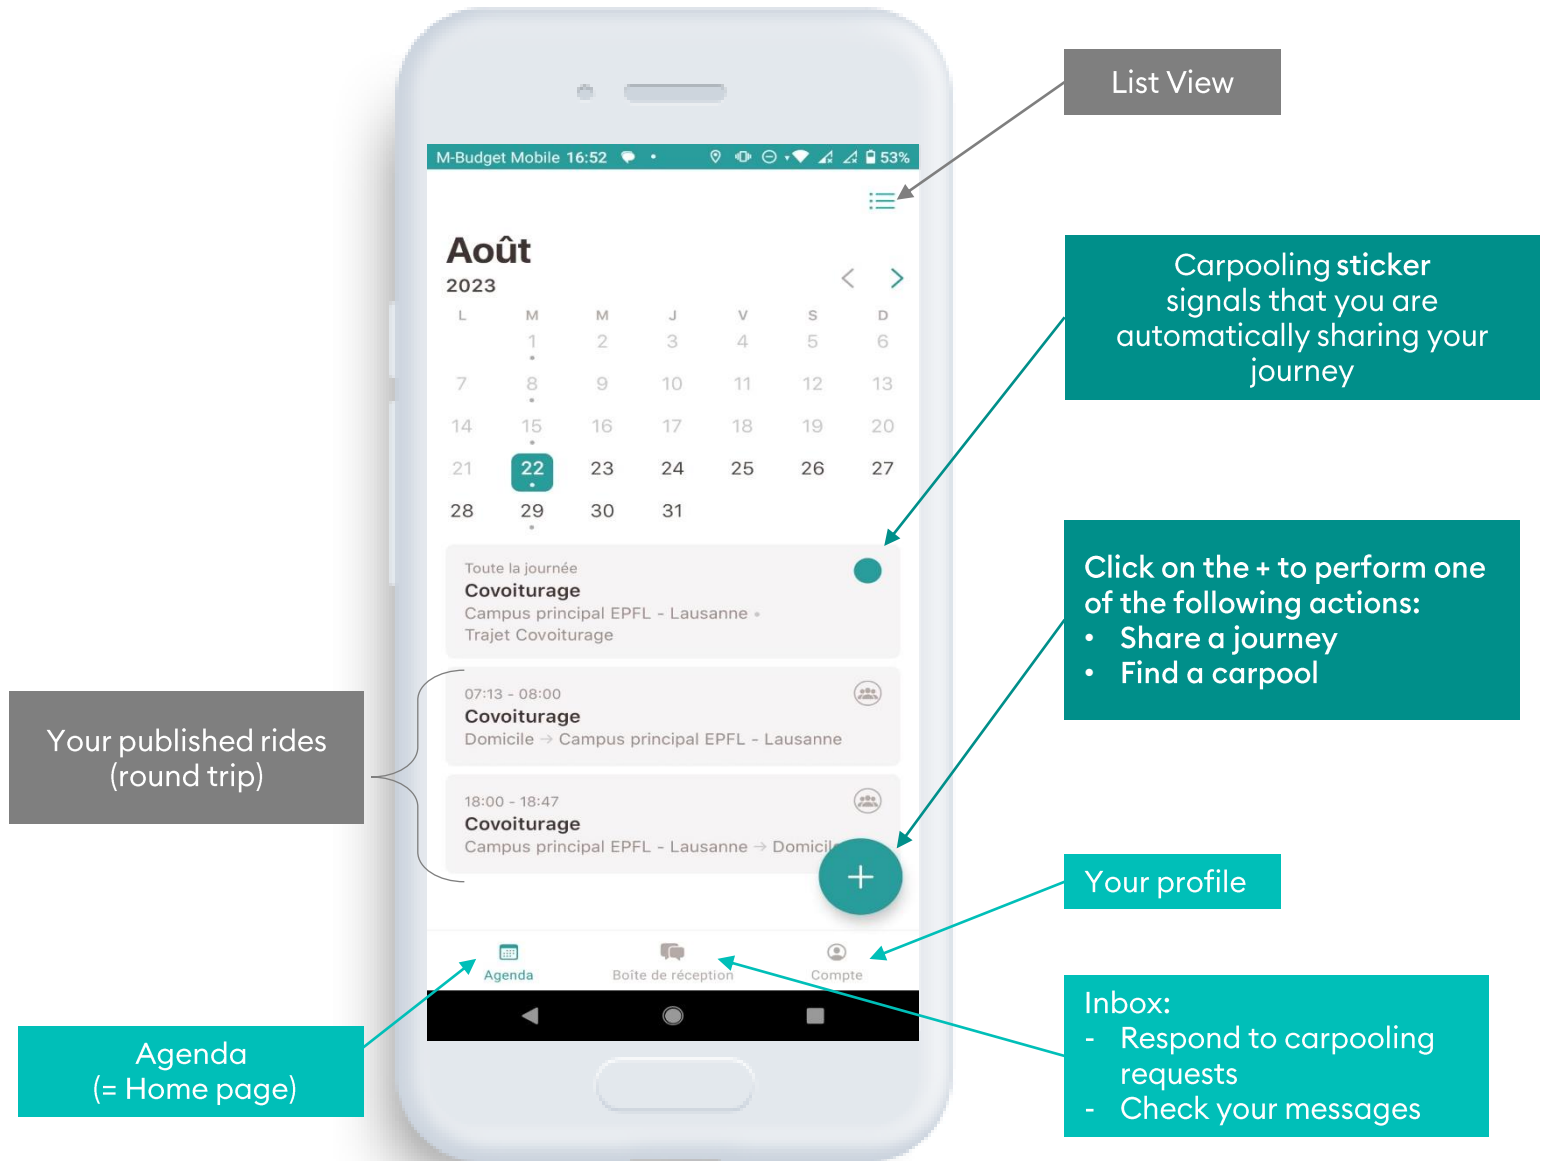 List View
M-Budget Mobile 16:52 53%
Août
2023
L M M J V S D
1 2 3 4 5 6
7 8 9 10 11 12 13
14 15 16 17 18 19 20
21 22 23 24 25 26 27
28 29 30 31
Carpooling sticker
signals that you are
automatically sharing your
journey
Toute la journée
Covoiturage
Campus principal EPFL - Lausanne •
Trajet Covoiturage
Click on the + to perform one
of the following actions:
• Share a journey
• Find a carpool
Your published rides
(round trip)
07:13 - 08:00
Covoiturage
Domicile → Campus principal EPFL - Lausanne
18:00 - 18:47
Covoiturage
Campus principal EPFL - Lausanne → Domicile
+
Your profile
Agenda
Boîte de réception
Compte
Agenda
(= Home page)
Inbox:
- Respond to carpooling
requests
- Check your messages